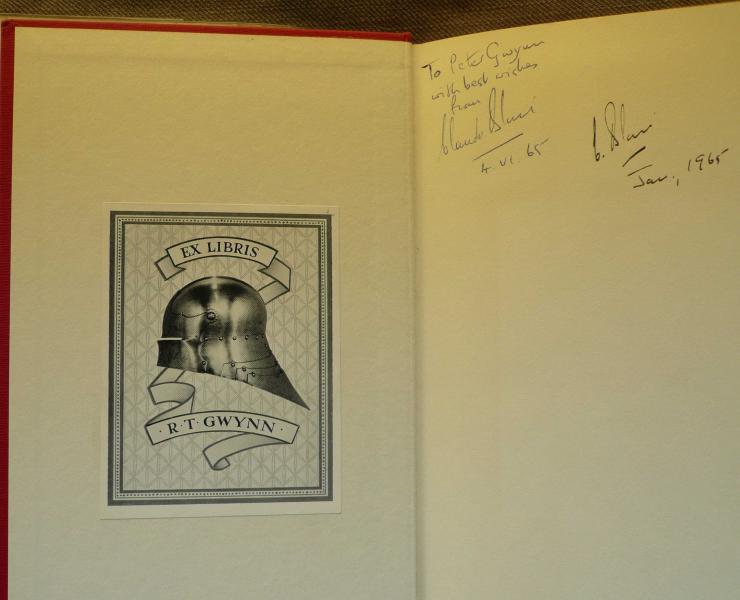 EX LIBRIS
· R · T · GWYNN ·
To Peter Gwynn
with best wishes
from
Claude Blair
4. VI. 65
C. Blair
Jan., 1965